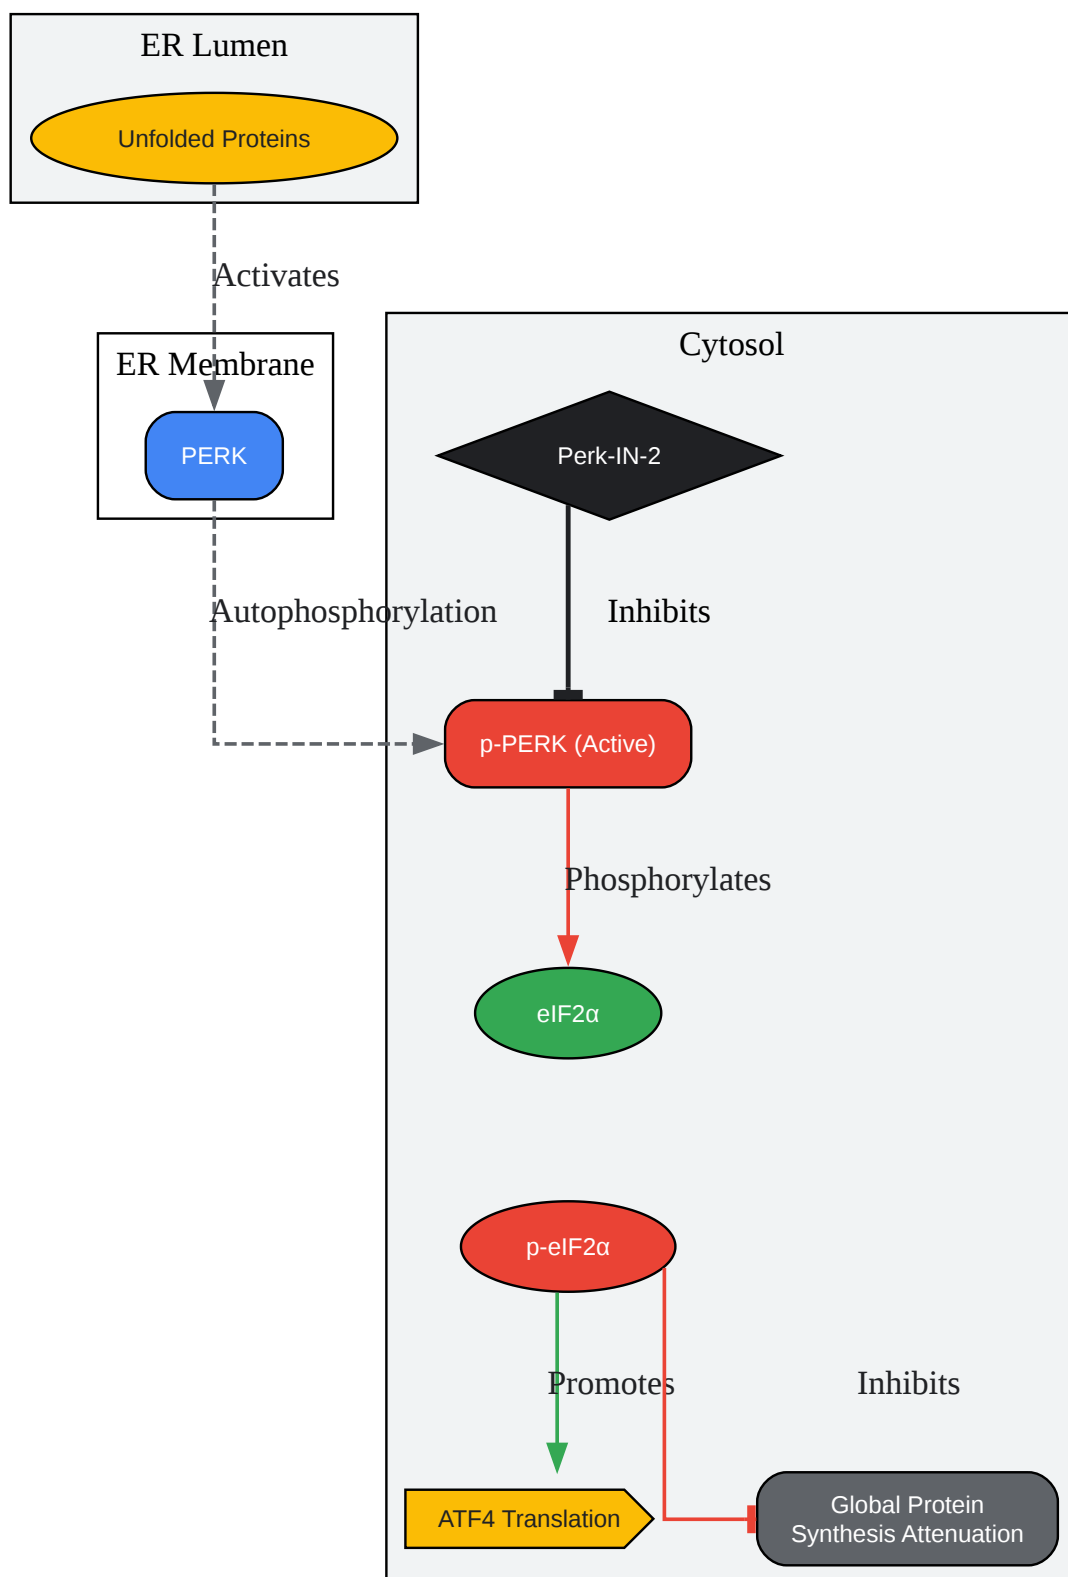 ER Lumen
Unfolded Proteins
Activates
ER Membrane
PERK
Cytosol
Perk-IN-2
Autophosphorylation
Inhibits
p-PERK (Active)
Phosphorylates
eIF2α
p-eIF2α
Promotes
Inhibits
ATF4 Translation
Global Protein
Synthesis Attenuation